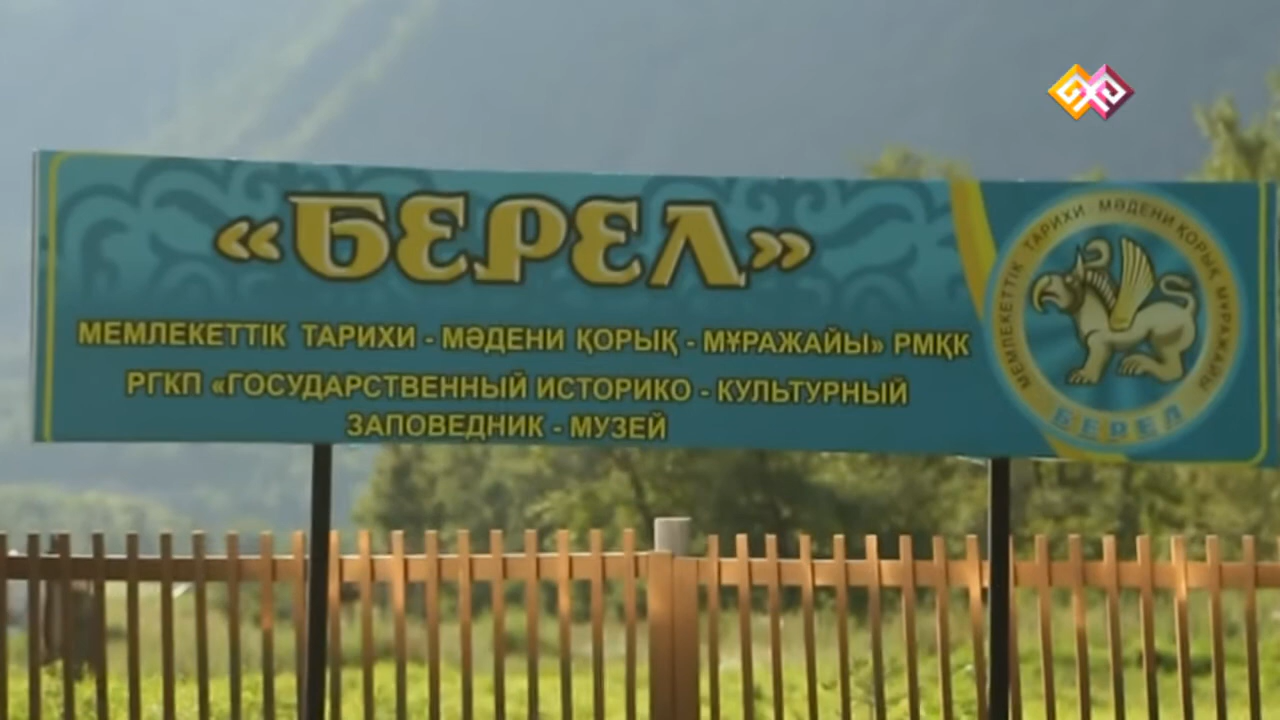 «БЕРЕЛ»
МЕМЛЕКЕТТІК ТАРИХИ - МӘДЕНИ ҚОРЫҚ - МҰРАЖАЙЫ» РМҚК
РГКП «ГОСУДАРСТВЕННЫЙ ИСТОРИКО - КУЛЬТУРНЫЙ
ЗАПОВЕДНИК - МУЗЕЙ
МЕМЛЕКЕТТІК ТАРИХИ МӘДЕНИ ҚОРЫҚ МҰРАЖАЙЫ
БЕРЕЛ